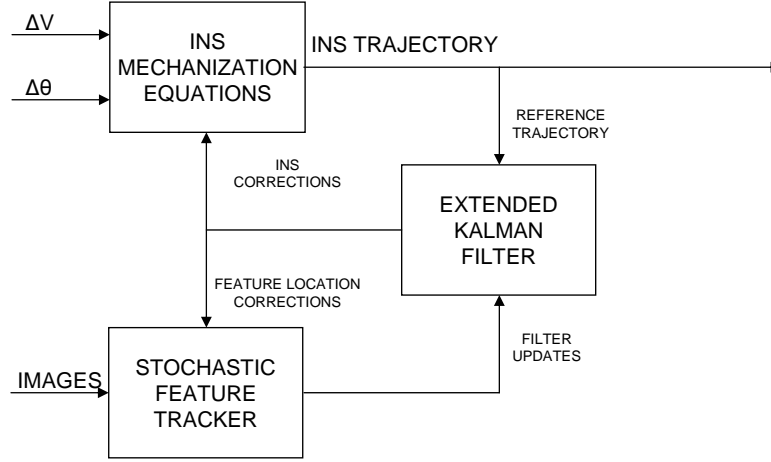 ΔV
INS
MECHANIZATION
EQUATIONS
INS TRAJECTORY
Δθ
REFERENCE
TRAJECTORY
INS
CORRECTIONS
EXTENDED
KALMAN
FILTER
FEATURE LOCATION
CORRECTIONS
FILTER
UPDATES
IMAGES
STOCHASTIC
FEATURE
TRACKER